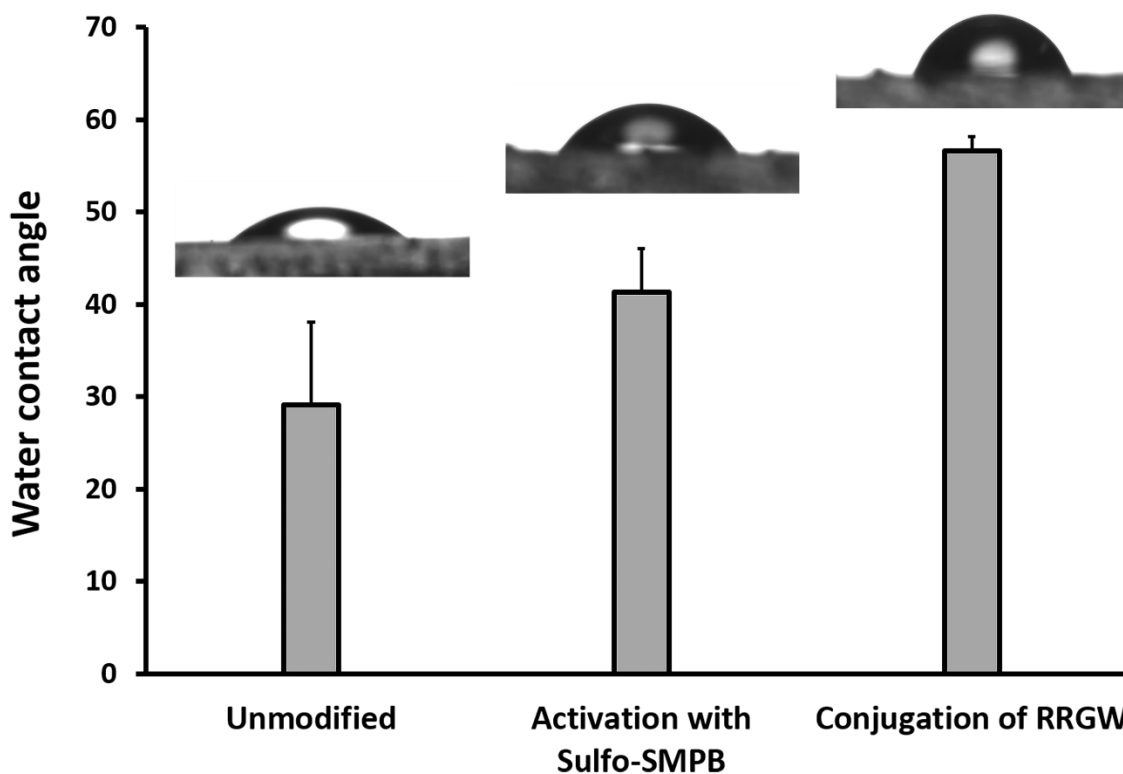 Water contact angle
70
60
50
40
30
20
10
0
Unmodified
Activation with
Sulfo-SMPB
Conjugation of RRGW